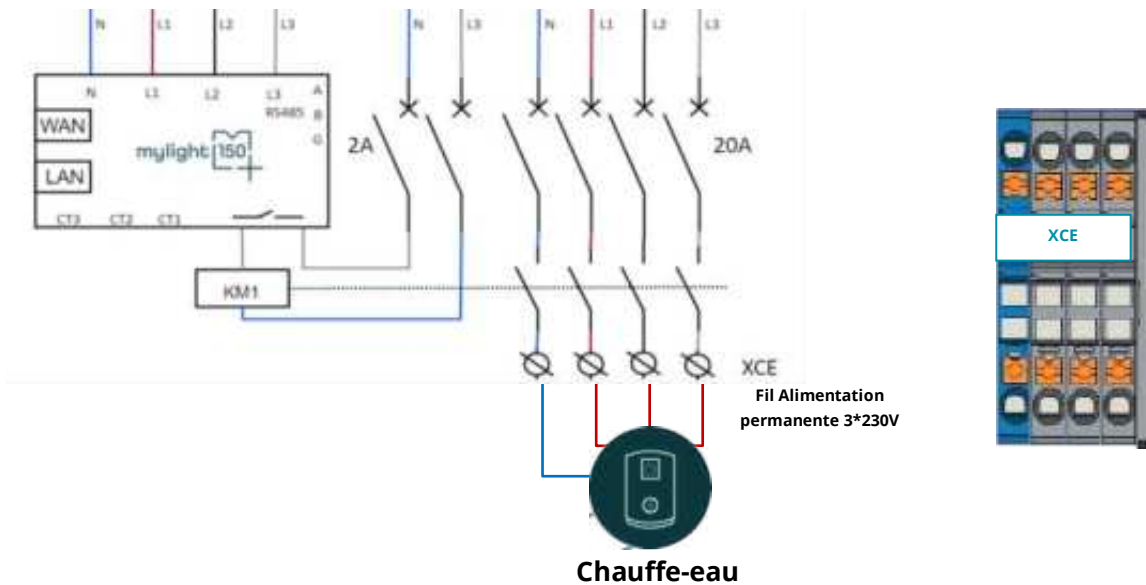 N L1 L2 L3 N L3 N L1 L2 L3
N L1 L2 L3 A
RS485 B
WAN
G
mylight 150
2A
20A
LAN
CT3 CT2 CT1
XCE
KM1
XCE
Fil Alimentation
permanente 3*230V
Chauffe-eau